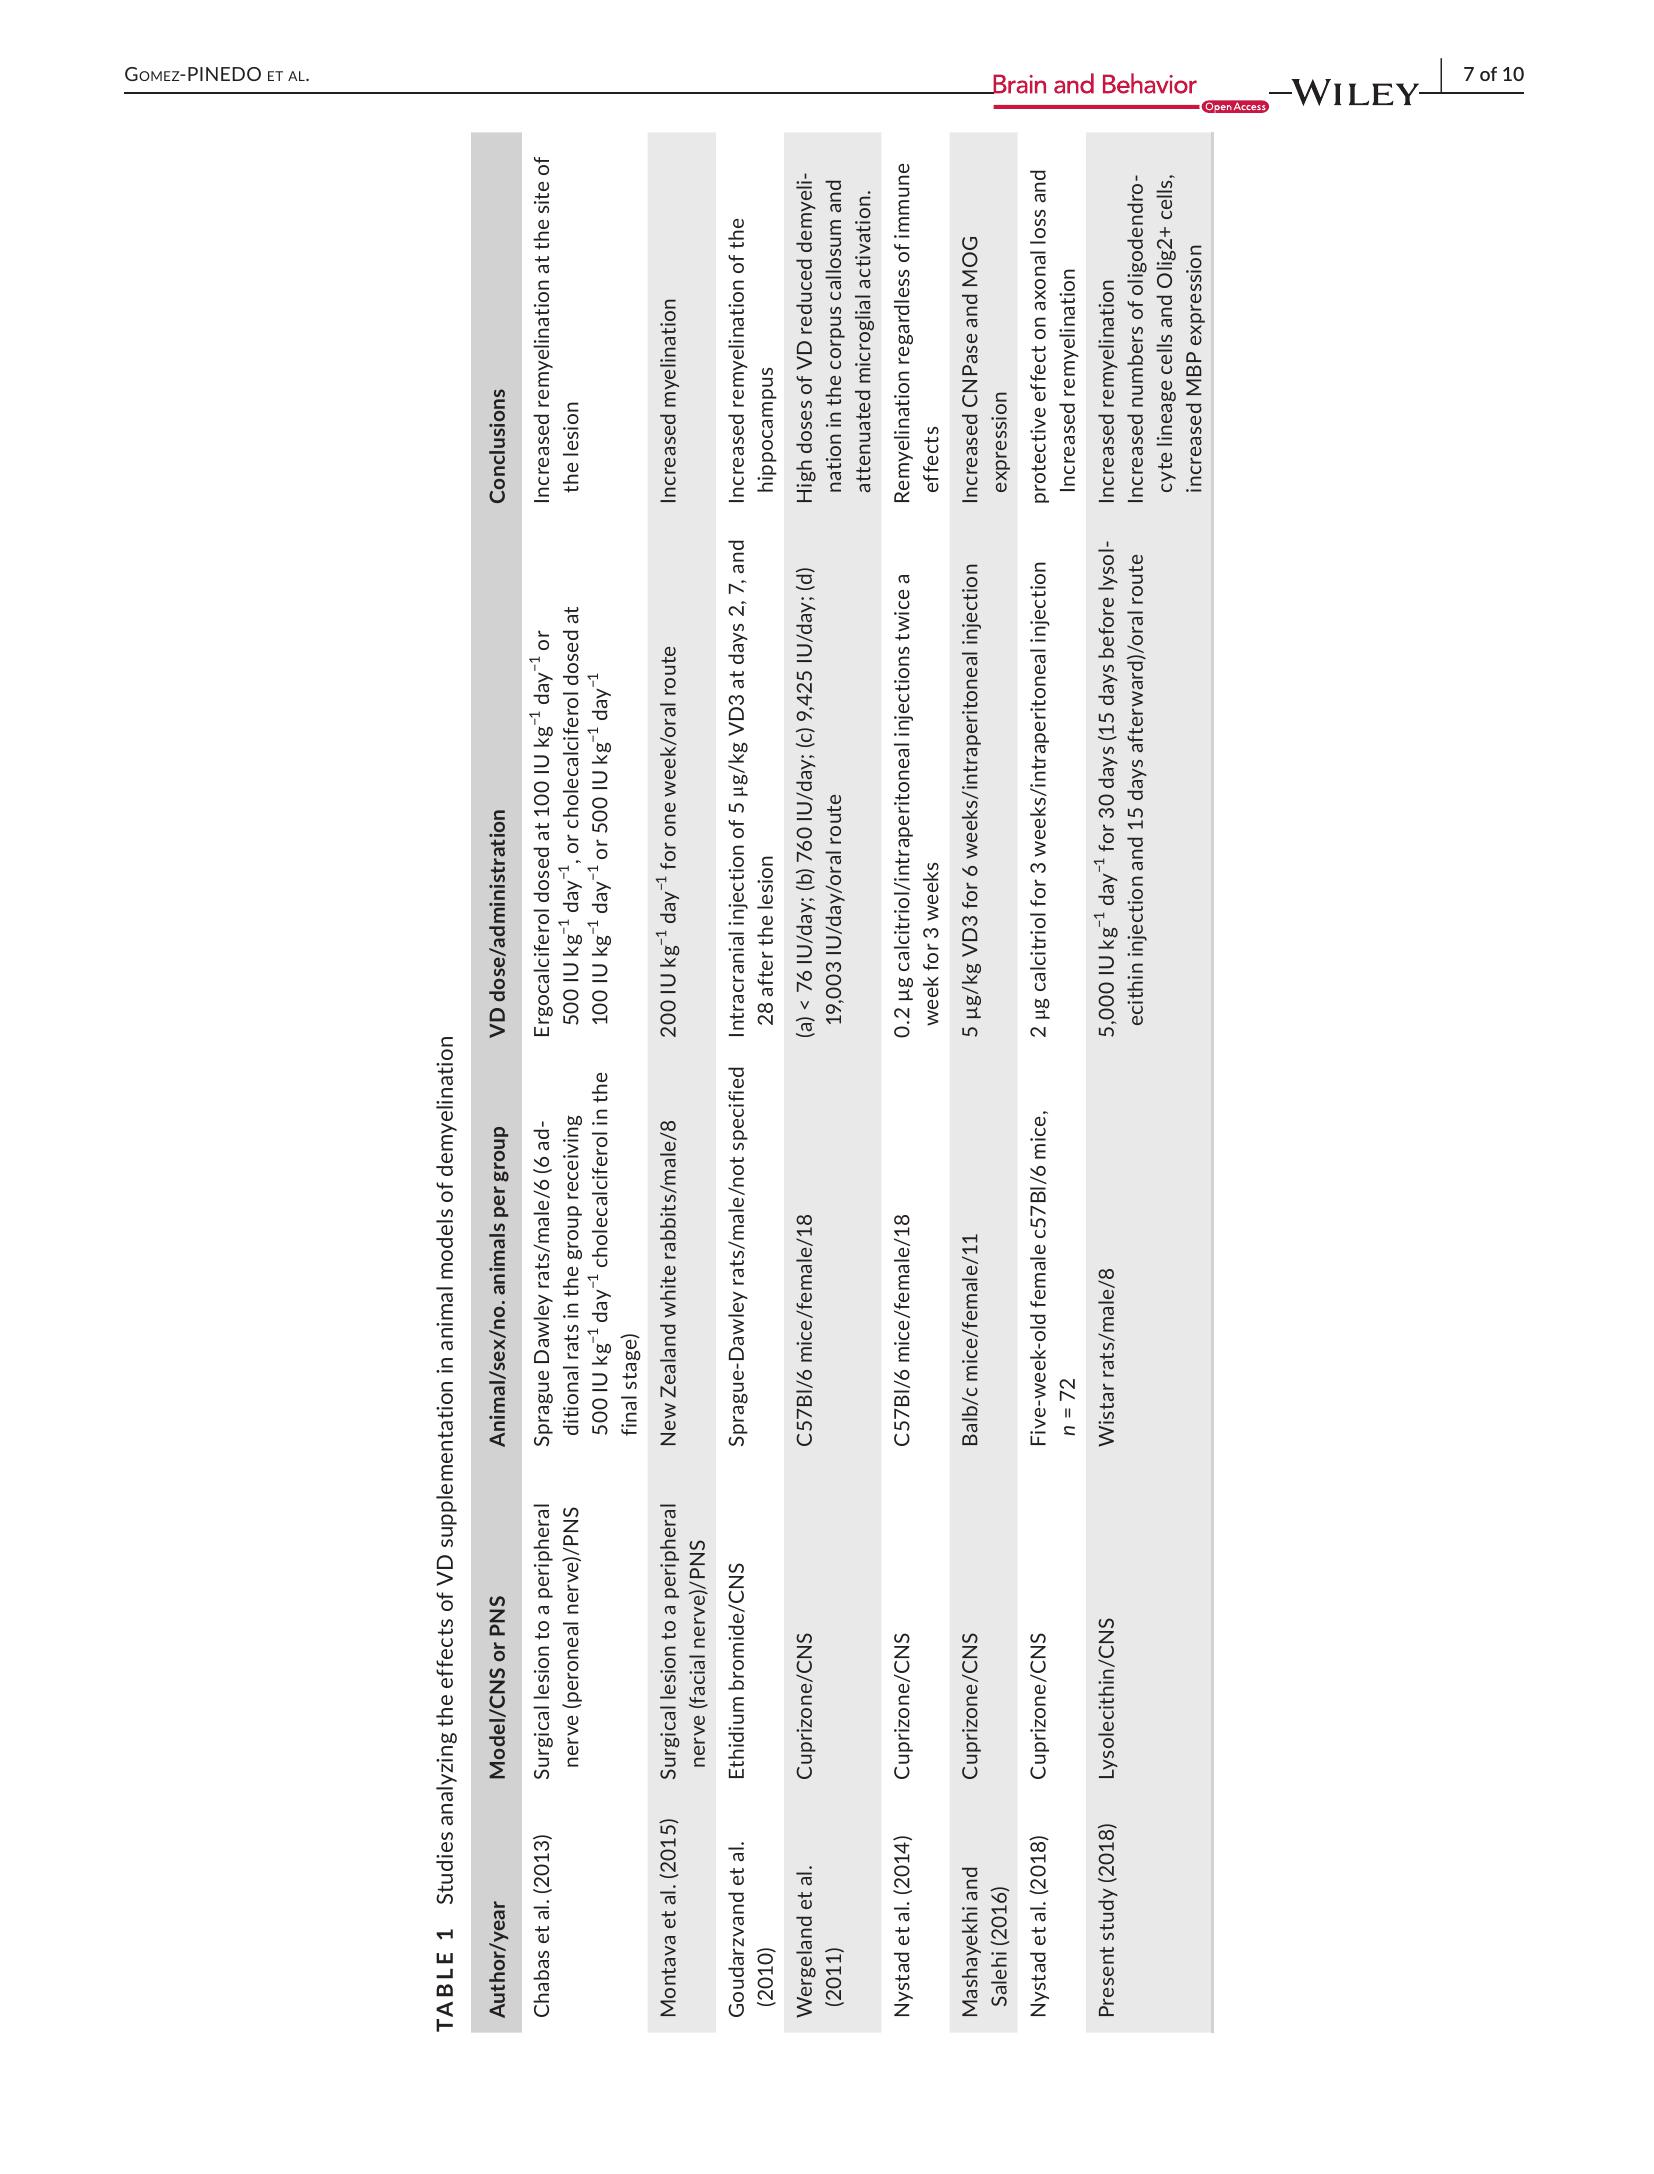 GOMEZ-PINEDO ET AL.
Brain and Behavior
Open Access
WILEY
7 of 10
TABLE 1 Studies analyzing the effects of VD supplementation in animal models of demyelination
Author/year Model/CNS or PNS Animal/sex/no. animals per group VD dose/administration Conclusions
Chabas et al. (2013) Surgical lesion to a peripheral Sprague Dawley rats/male/6 (6 ad- Ergocalciferol dosed at 100 IU kg⁻¹ day⁻¹ or Increased remyelination at the site of
nerve (peroneal nerve)/PNS ditional rats in the group receiving 500 IU kg⁻¹ day⁻¹, or cholecalciferol dosed at the lesion
500 IU kg⁻¹ day⁻¹ cholecalciferol in the 100 IU kg⁻¹ day⁻¹ or 500 IU kg⁻¹ day⁻¹
final stage)
Montava et al. (2015) Surgical lesion to a peripheral New Zealand white rabbits/male/8 200 IU kg⁻¹ day⁻¹ for one week/oral route Increased myelination
nerve (facial nerve)/PNS
Goudarzvand et al. Ethidium bromide/CNS Sprague-Dawley rats/male/not specified Intracranial injection of 5 µg/kg VD3 at days 2, 7, and Increased remyelination of the
(2010) 28 after the lesion hippocampus
Wergeland et al. Cuprizone/CNS C57Bl/6 mice/female/18 (a) < 76 IU/day; (b) 760 IU/day; (c) 9,425 IU/day; (d) High doses of VD reduced demyeli-
(2011) 19,003 IU/day/oral route nation in the corpus callosum and
attenuated microglial activation.
Nystad et al. (2014) Cuprizone/CNS C57Bl/6 mice/female/18 0.2 µg calcitriol/intraperitoneal injections twice a Remyelination regardless of immune
week for 3 weeks effects
Mashayekhi and Cuprizone/CNS Balb/c mice/female/11 5 µg/kg VD3 for 6 weeks/intraperitoneal injection Increased CNPase and MOG
Salehi (2016) expression
Nystad et al. (2018) Cuprizone/CNS Five-week-old female c57Bl/6 mice, 2 µg calcitriol for 3 weeks/intraperitoneal injection protective effect on axonal loss and
n = 72 Increased remyelination
Present study (2018) Lysolecithin/CNS Wistar rats/male/8 5,000 IU kg⁻¹ day⁻¹ for 30 days (15 days before lysol- Increased remyelination
ecithin injection and 15 days afterward)/oral route Increased numbers of oligodendro-
cyte lineage cells and Olig2+ cells,
increased MBP expression